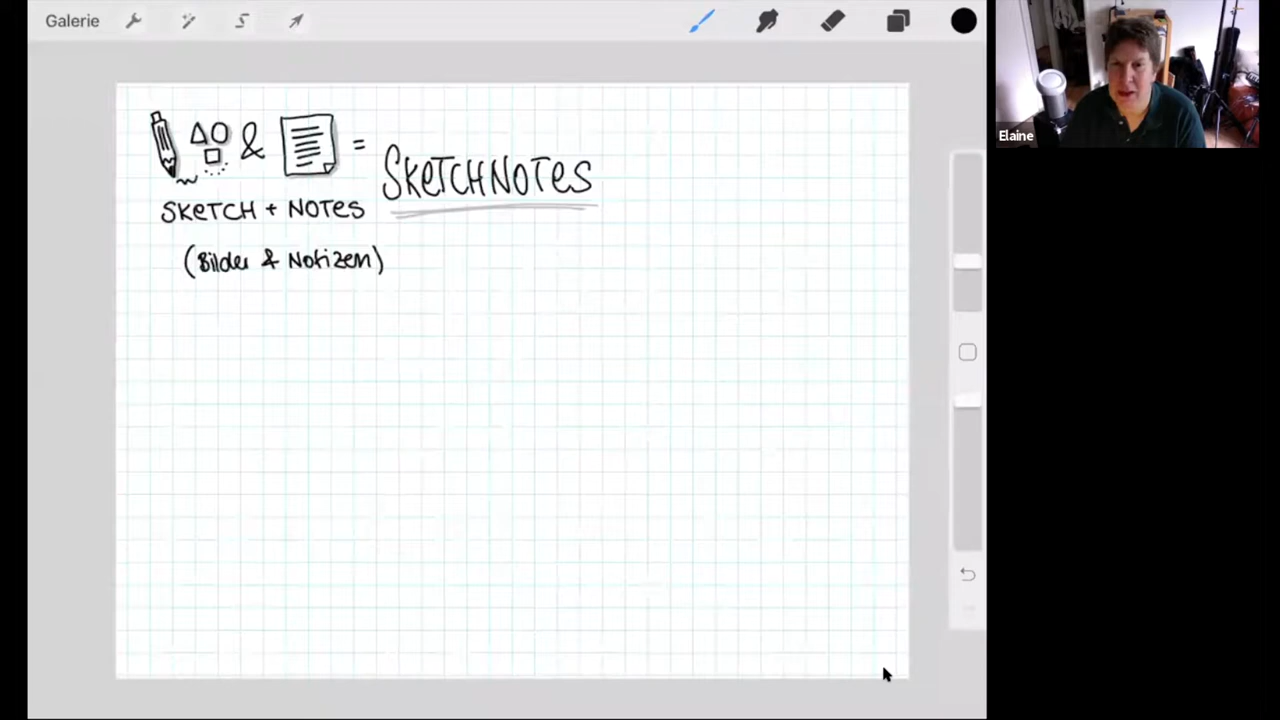 Galerie
& =
SKETCHNOTES
SKETCH + NOTES
(Bilder & Notizen)
Elaine